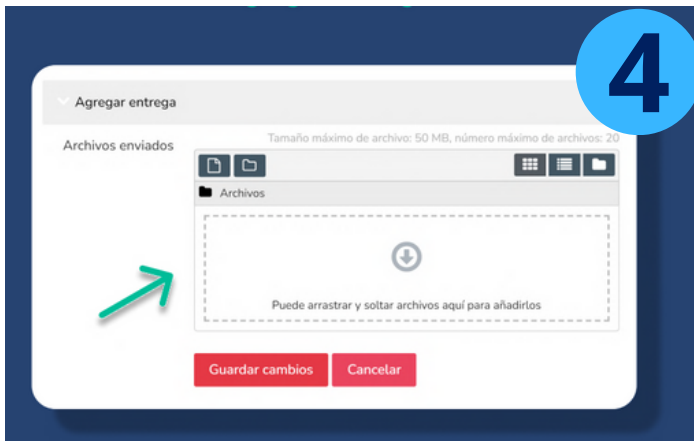 4
Agregar entrega
Archivos enviados
Tamaño máximo de archivo: 50 MB, número máximo de archivos: 20
Archivos
Puede arrastrar y soltar archivos aquí para añadirlos
Guardar cambios
Cancelar